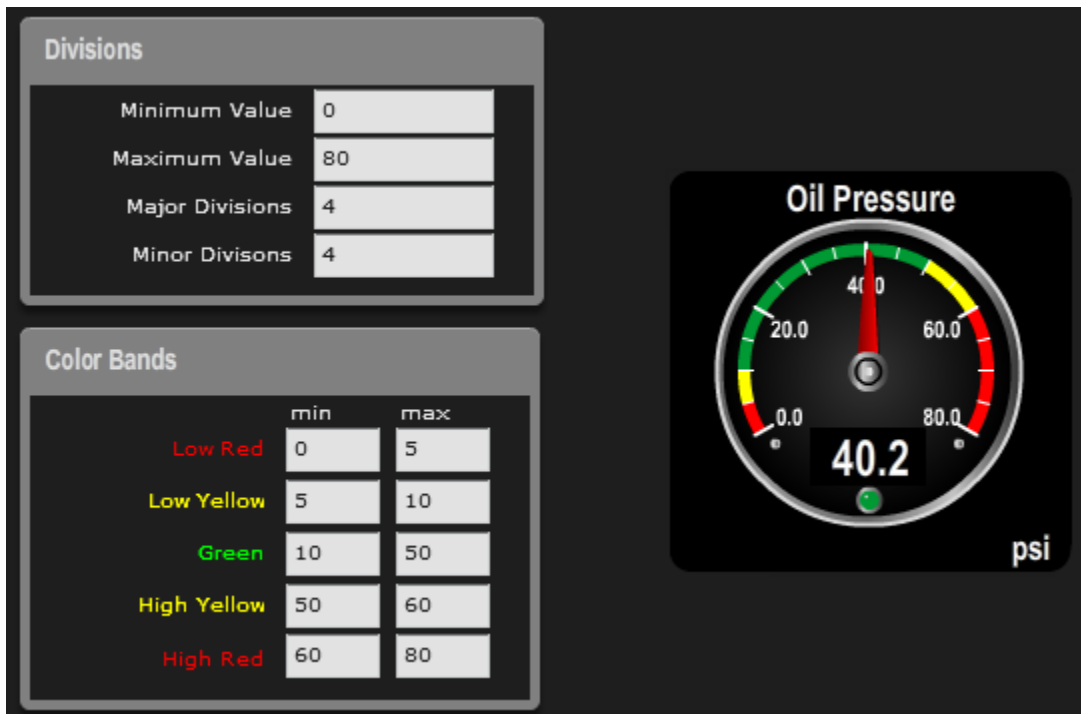 Divisions
Minimum Value 0
Maximum Value 80
Major Divisions 4
Minor Divisons 4
Color Bands
min max
Low Red 0 5
Low Yellow 5 10
Green 10 50
High Yellow 50 60
High Red 60 80
Oil Pressure
40.0
20.0 60.0
0.0 80.0
40.2
psi